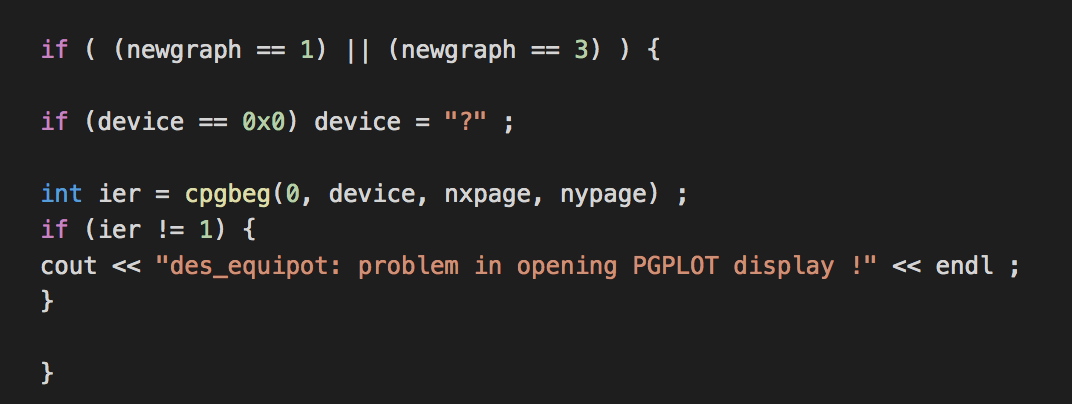 if ( (newgraph == 1) || (newgraph == 3) ) {
if (device == 0x0) device = "?" ;
int ier = cpgbeg(0, device, nxpage, nypage) ;
if (ier != 1) {
cout << "des_equipot: problem in opening PGPLOT display !" << endl ;
}
}